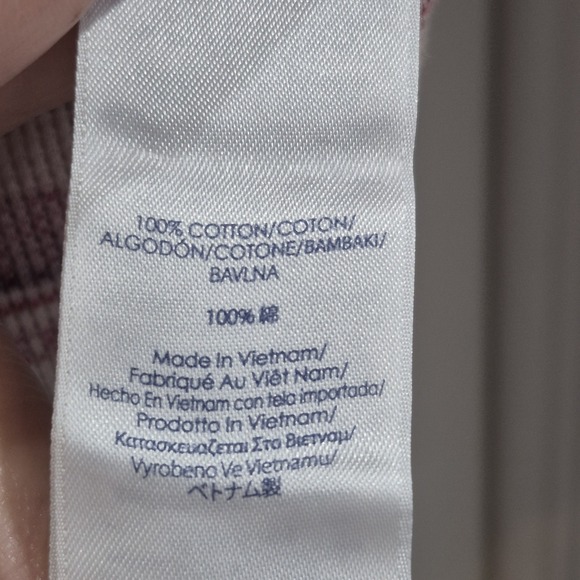 100% COTTON/COTON/
ALGODÓN/COTONE/BAMBAKI/
BAVLNA
100% 綿
Made In Vietnam/
Fabriqué Au Viêt Nam/
Hecho En Vietnam con tela importada/
Prodotto In Vietnam/
Κατασκευαζεται Στο Βιετναμ/
Vyrobeno Ve Vietnamu/
ベトナム製